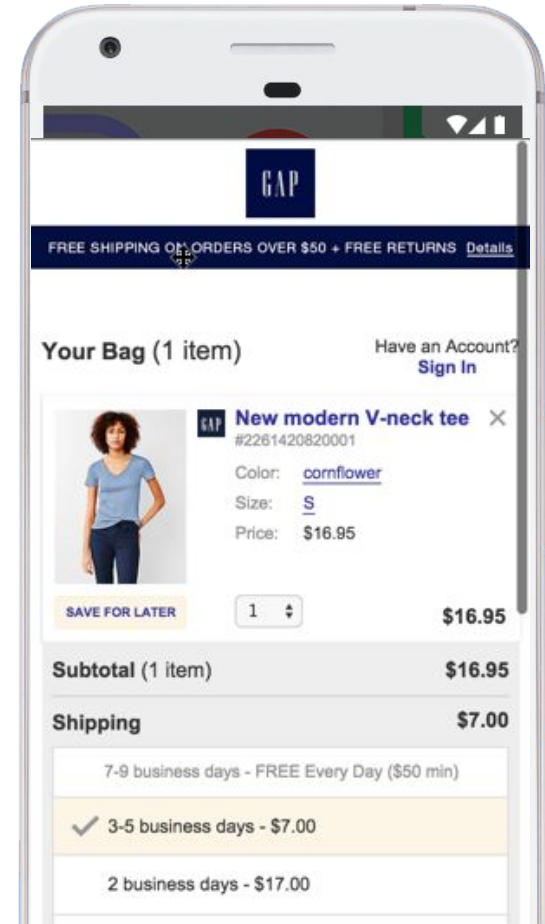 GAP
FREE SHIPPING ON ORDERS OVER $50 + FREE RETURNS Details
Your Bag (1 item)
Have an Account?
Sign In
GAP
New modern V-neck tee
#2261420820001
Color: cornflower
Size: S
Price: $16.95
SAVE FOR LATER
1
$16.95
Subtotal (1 item) $16.95
Shipping $7.00
7-9 business days - FREE Every Day ($50 min)
3-5 business days - $7.00
2 business days - $17.00